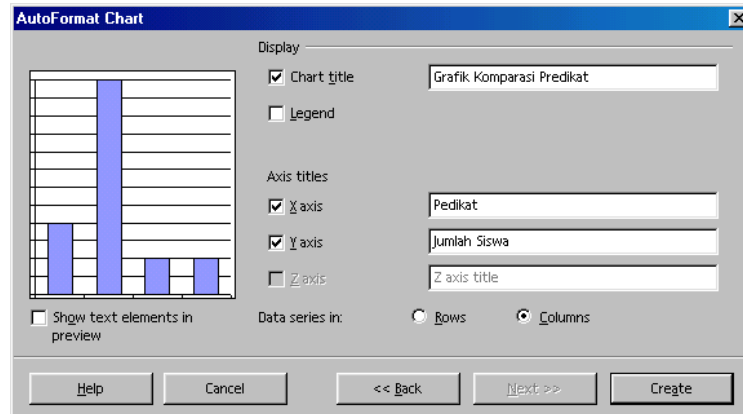 AutoFormat Chart
Display
Chart title
Grafik Komparasi Predikat
Legend
Axis titles
X axis
Pedikat
Y axis
Jumlah Siswa
Z axis
Z axis title
Show text elements in
preview
Data series in:
Rows
Columns
Help
Cancel
<< Back
Next >>
Create